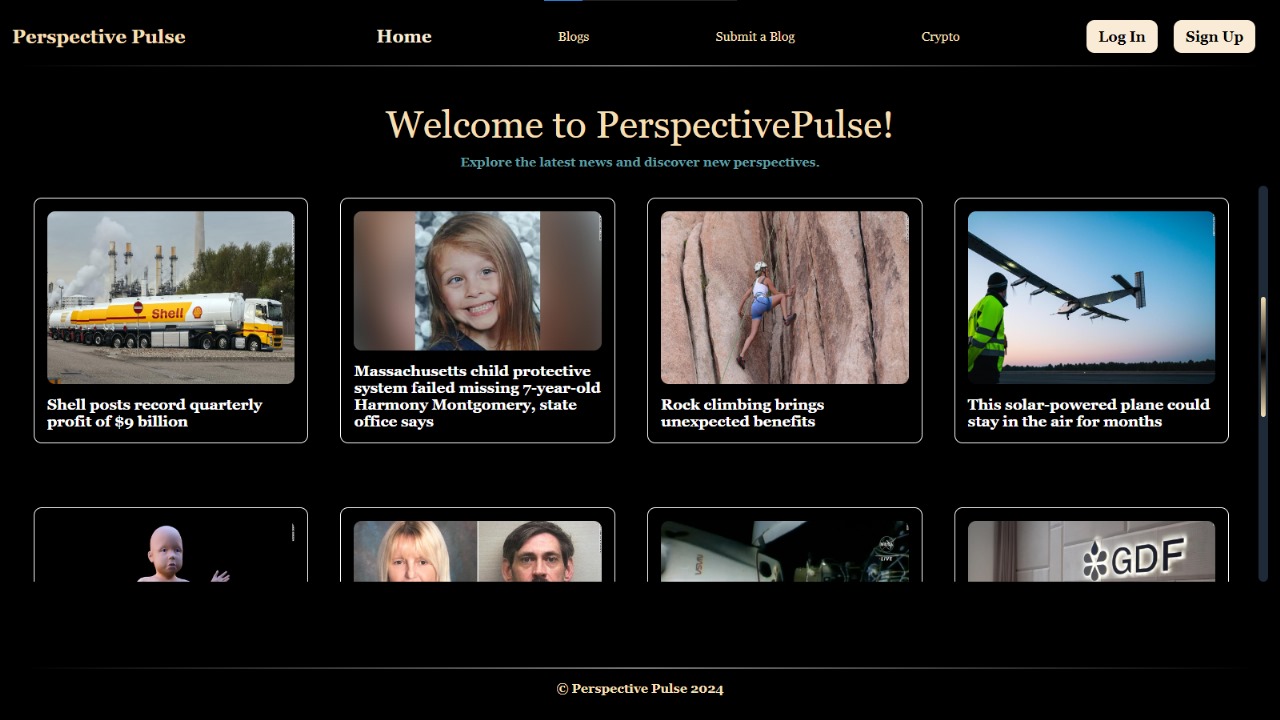 Perspective Pulse
Home
Blogs
Submit a Blog
Crypto
Log In
Sign Up
Welcome to PerspectivePulse!
Explore the latest news and discover new perspectives.
Shell
Shell posts record quarterly
profit of $9 billion
Massachusetts child protective
system failed missing 7-year-old
Harmony Montgomery, state
office says
Rock climbing brings
unexpected benefits
This solar-powered plane could
stay in the air for months
NASA
LIVE
GDF
© Perspective Pulse 2024